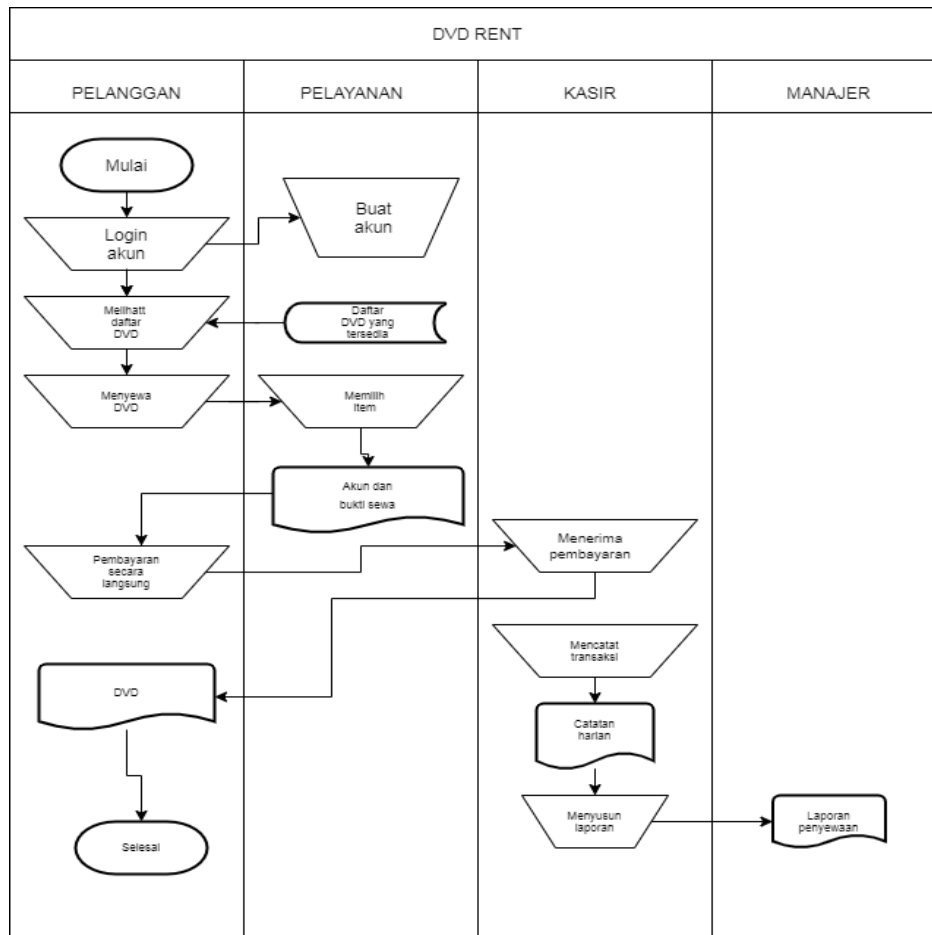 DVD RENT
PELANGGAN
PELAYANAN
KASIR
MANAJER
Mulai
Login
akun
Buat
akun
Melihatt
daftar
DVD
Daftar
DVD yang
tersedia
Menyewa
DVD
Memilih
item
Akun dan
bukti sewa
Pembayaran
secara
langsung
Menerima
pembayaran
Mencatat
transaksi
DVD
Catatan
harian
Menyusun
laporan
Laporan
penyewaan
Selesai